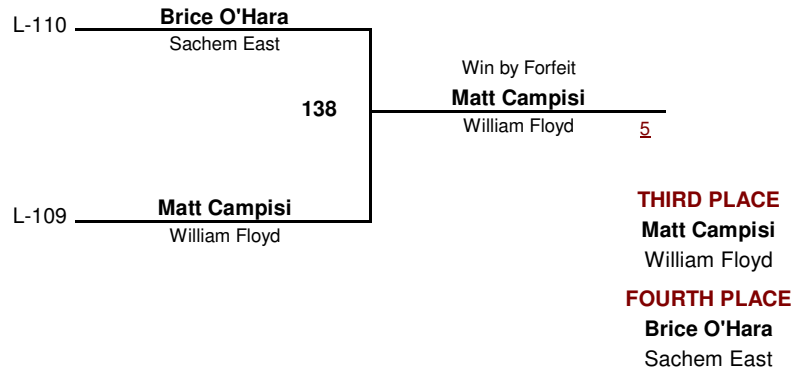 L-110
Brice O'Hara
Sachem East
138
Win by Forfeit
Matt Campisi
William Floyd
5
L-109
Matt Campisi
William Floyd
THIRD PLACE
Matt Campisi
William Floyd
FOURTH PLACE
Brice O'Hara
Sachem East